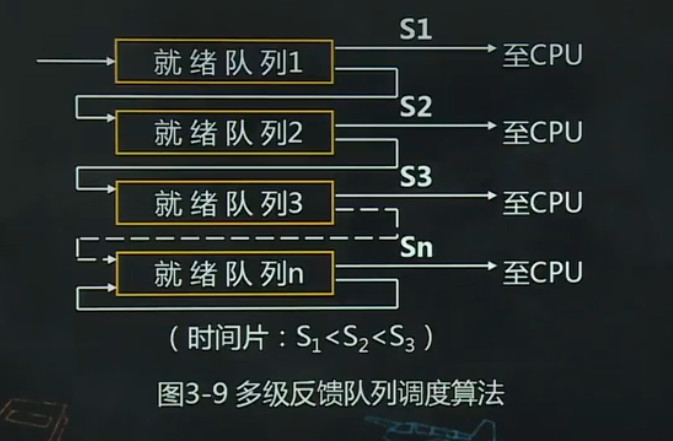 S1
就绪队列1 至CPU
S2
就绪队列2 至CPU
S3
就绪队列3 至CPU
Sn
就绪队列n 至CPU
（时间片：S₁<S₂<S₃）
图3-9 多级反馈队列调度算法